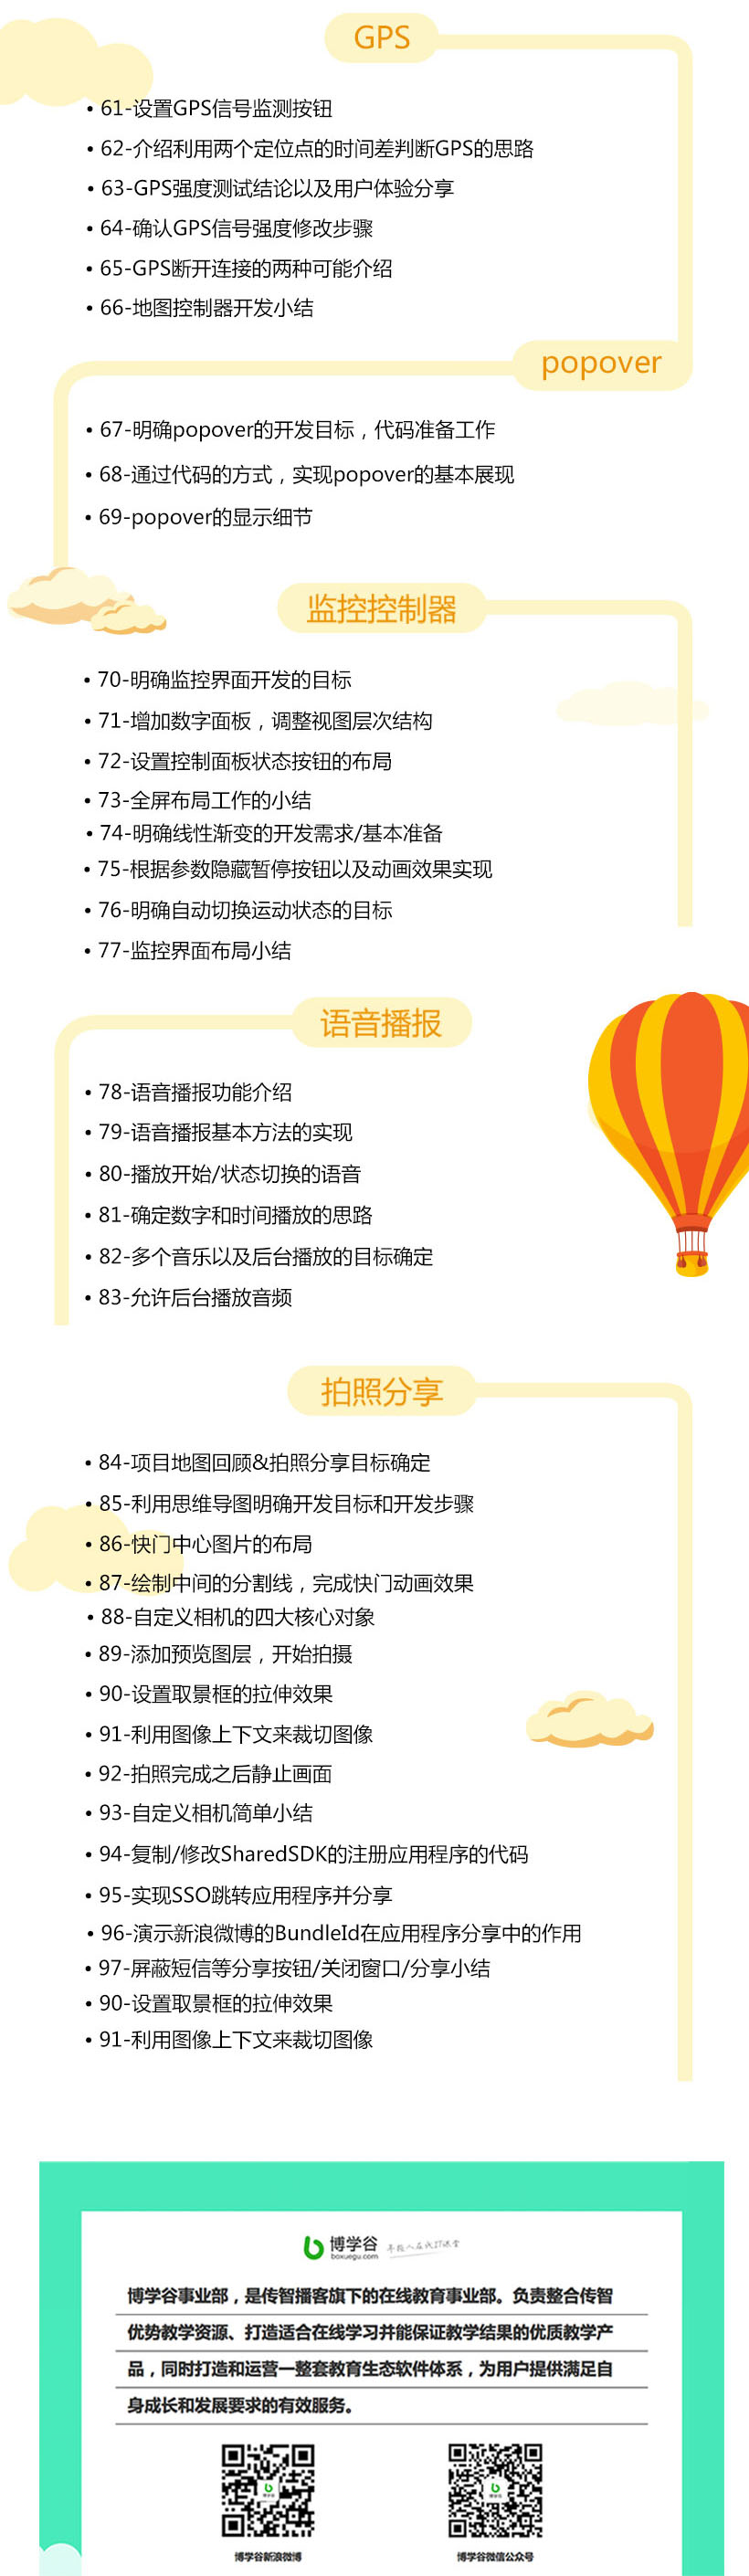 GPS
• 61-设置GPS信号监测按钮
• 62-介绍利用两个定位点的时间差判断GPS的思路
• 63-GPS强度测试结论以及用户体验分享
• 64-确认GPS信号强度修改步骤
• 65-GPS断开连接的两种可能介绍
• 66-地图控制器开发小结
popover
• 67-明确popover的开发目标，代码准备工作
• 68-通过代码的方式，实现popover的基本展现
• 69-popover的显示细节
监控控制器
• 70-明确监控界面开发的目标
• 71-增加数字面板，调整视图层次结构
• 72-设置控制面板状态按钮的布局
• 73-全屏布局工作的小结
• 74-明确线性渐变的开发需求/基本准备
• 75-根据参数隐藏暂停按钮以及动画效果实现
• 76-明确自动切换运动状态的目标
• 77-监控界面布局小结
语音播报
• 78-语音播报功能介绍
• 79-语音播报基本方法的实现
• 80-播放开始/状态切换的语音
• 81-确定数字和时间播放的思路
• 82-多个音乐以及后台播放的目标确定
• 83-允许后台播放音频
拍照分享
• 84-项目地图回顾&拍照分享目标确定
• 85-利用思维导图明确开发目标和开发步骤
• 86-快门中心图片的布局
• 87-绘制中间的分割线，完成快门动画效果
• 88-自定义相机的四大核心对象
• 89-添加预览图层，开始拍摄
• 90-设置取景框的拉伸效果
• 91-利用图像上下文来裁切图像
• 92-拍照完成之后静止画面
• 93-自定义相机简单小结
• 94-复制/修改SharedSDK的注册应用程序的代码
• 95-实现SSO跳转应用程序并分享
• 96-演示新浪微博的BundleId在应用程序分享中的作用
• 97-屏蔽短信等分享按钮/关闭窗口/分享小结
• 90-设置取景框的拉伸效果
• 91-利用图像上下文来裁切图像
博学谷
boxuegu.com
博学谷事业部，是传智播客旗下的在线教育事业部。负责整合传智
优势教学资源、打造适合在线学习并能保证教学结果的优质教学产
品，同时打造和运营一整套教育生态软件体系，为用户提供满足自
身成长和发展要求的有效服务。
博学谷新浪微博
博学谷微信公众号